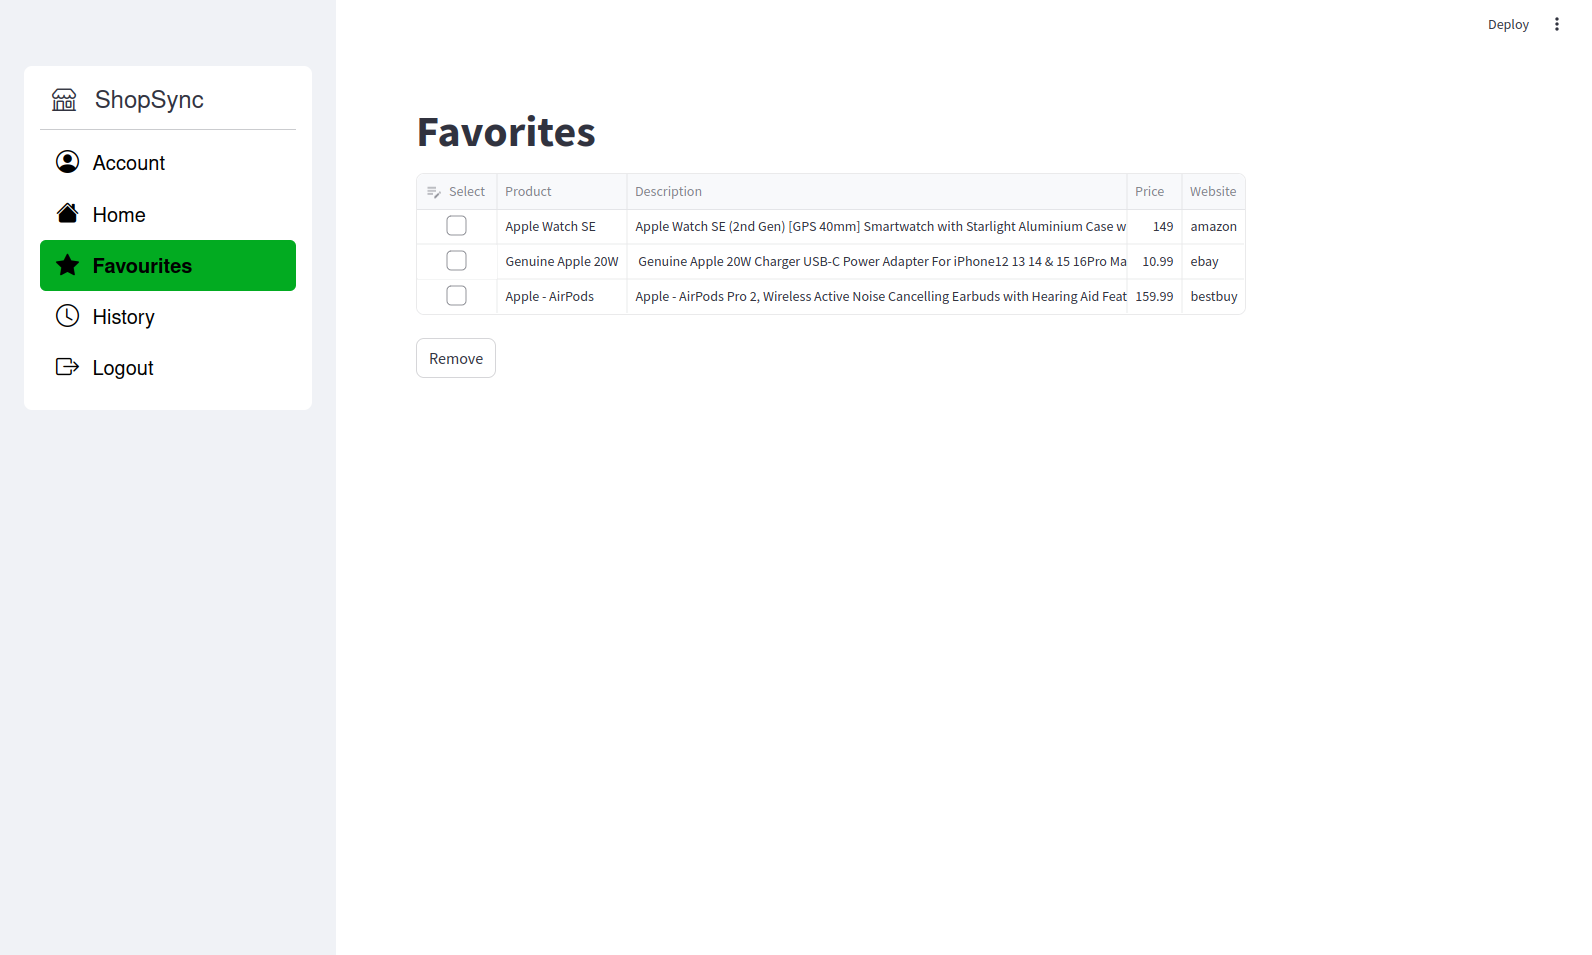 Deploy
ShopSync
Account
Home
Favourites
History
Logout
Favorites
Select Product Description Price Website
Apple Watch SE Apple Watch SE (2nd Gen) [GPS 40mm] Smartwatch with Starlight Aluminium Case w 149 amazon
Genuine Apple 20W Genuine Apple 20W Charger USB-C Power Adapter For iPhone12 13 14 & 15 16Pro Ma 10.99 ebay
Apple - AirPods Apple - AirPods Pro 2, Wireless Active Noise Cancelling Earbuds with Hearing Aid Feat 159.99 bestbuy
Remove